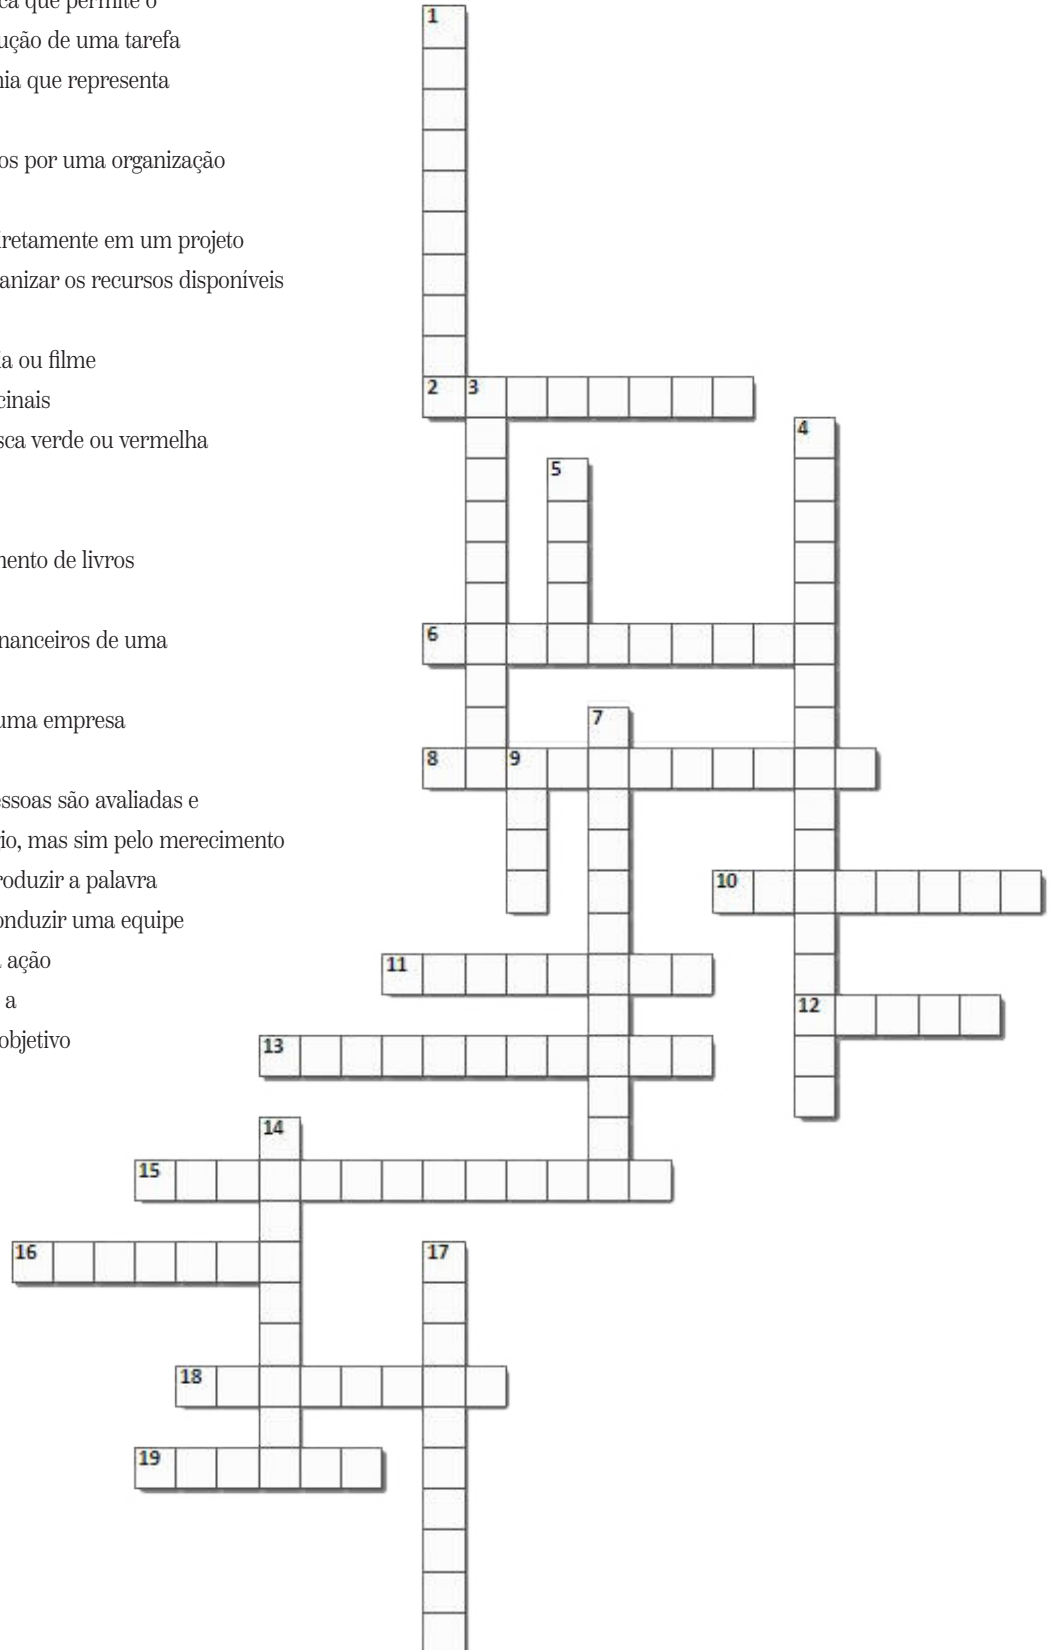 ca que permite o
ução de uma tarefa
nia que representa
os por uma organização
iretamente em um projeto
anizar os recursos disponíveis
a ou filme
cinais
sca verde ou vermelha
mento de livros
nanceiros de uma
uma empresa
essoas são avaliadas e
io, mas sim pelo merecimento
roduzir a palavra
onduzir uma equipe
a ação
a
objetivo
1
2 3
4
5
6
7
8 9
10
11
12
13
14
15
16 17
18
19